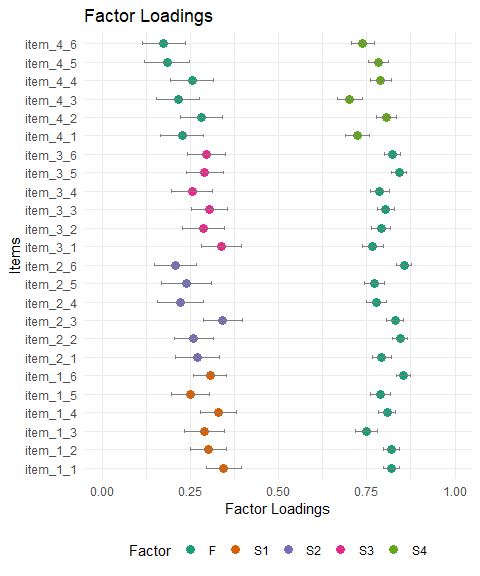 Factor Loadings
item_4_6
item_4_5
item_4_4
item_4_3
item_4_2
item_4_1
item_3_6
item_3_5
item_3_4
item_3_3
item_3_2
item_3_1
item_2_6
item_2_5
item_2_4
item_2_3
item_2_2
item_2_1
item_1_6
item_1_5
item_1_4
item_1_3
item_1_2
item_1_1
Items
0.00 0.25 0.50 0.75 1.00
Factor Loadings
Factor F S1 S2 S3 S4